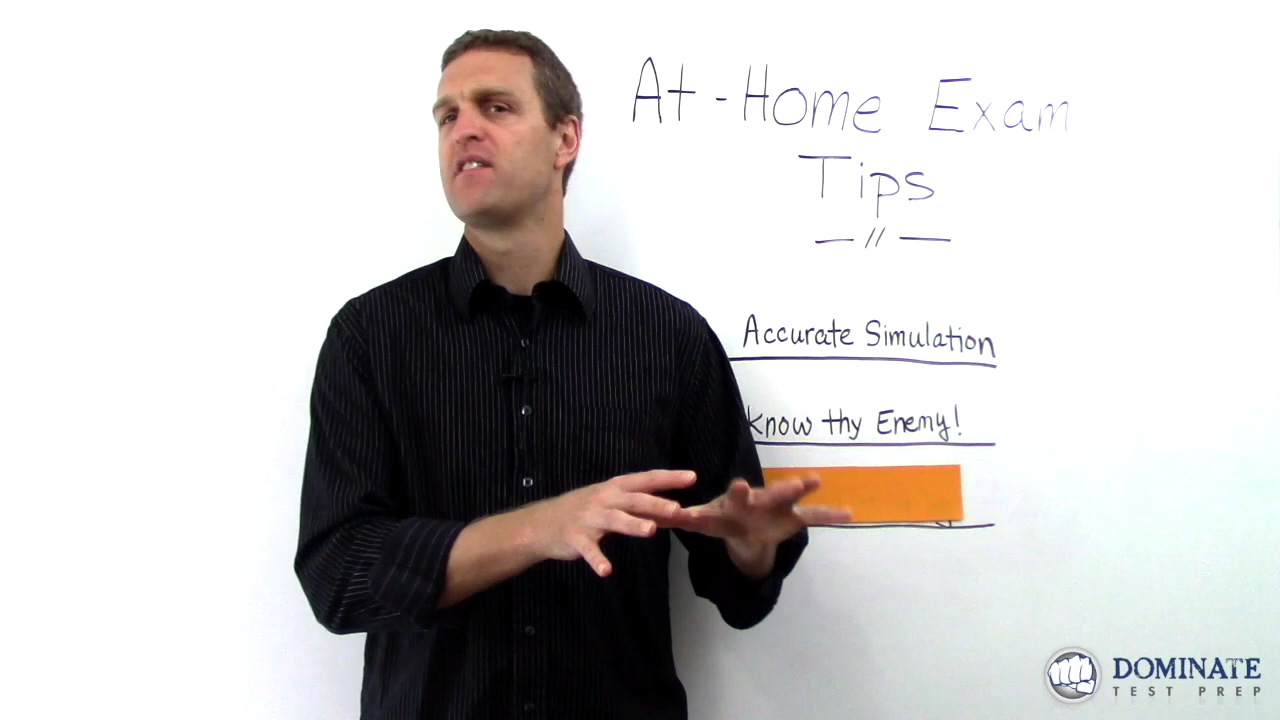 At-Home Exam
Tips
Accurate Simulation
Know thy Enemy!
DOMINATE
TEST PREP